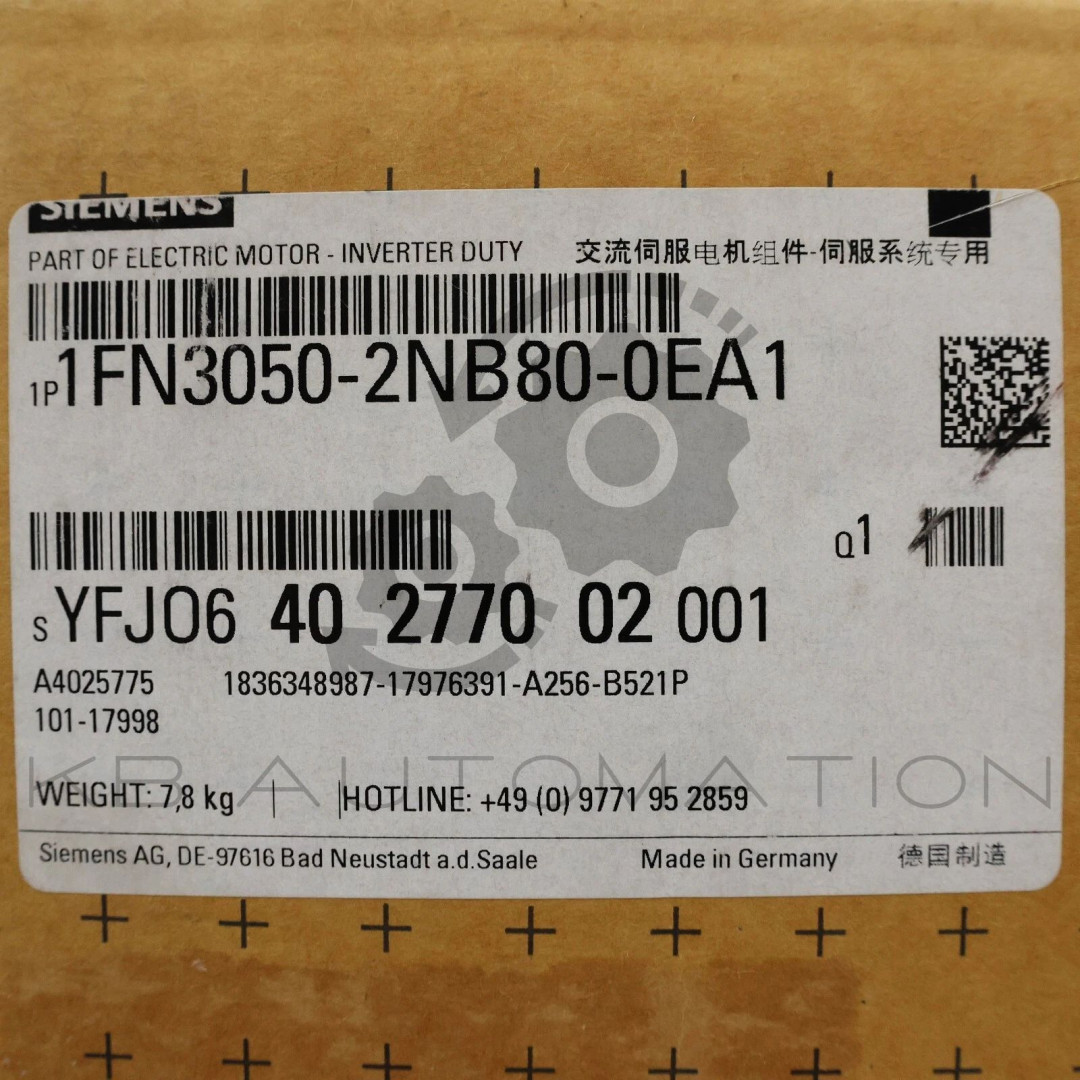 SIEMENS
PART OF ELECTRIC MOTOR - INVERTER DUTY 交流伺服电机组件-伺服系统专用
1P 1FN3050-2NB80-0EA1
Q 1
S YFJO6 40 2770 02 001
A4025775 1836348987-17976391-A256-B521P
101-17998
KB AUTOMATION
WEIGHT: 7,8 kg HOTLINE: +49 (0) 9771 95 2859
Siemens AG, DE-97616 Bad Neustadt a.d.Saale Made in Germany 德国制造